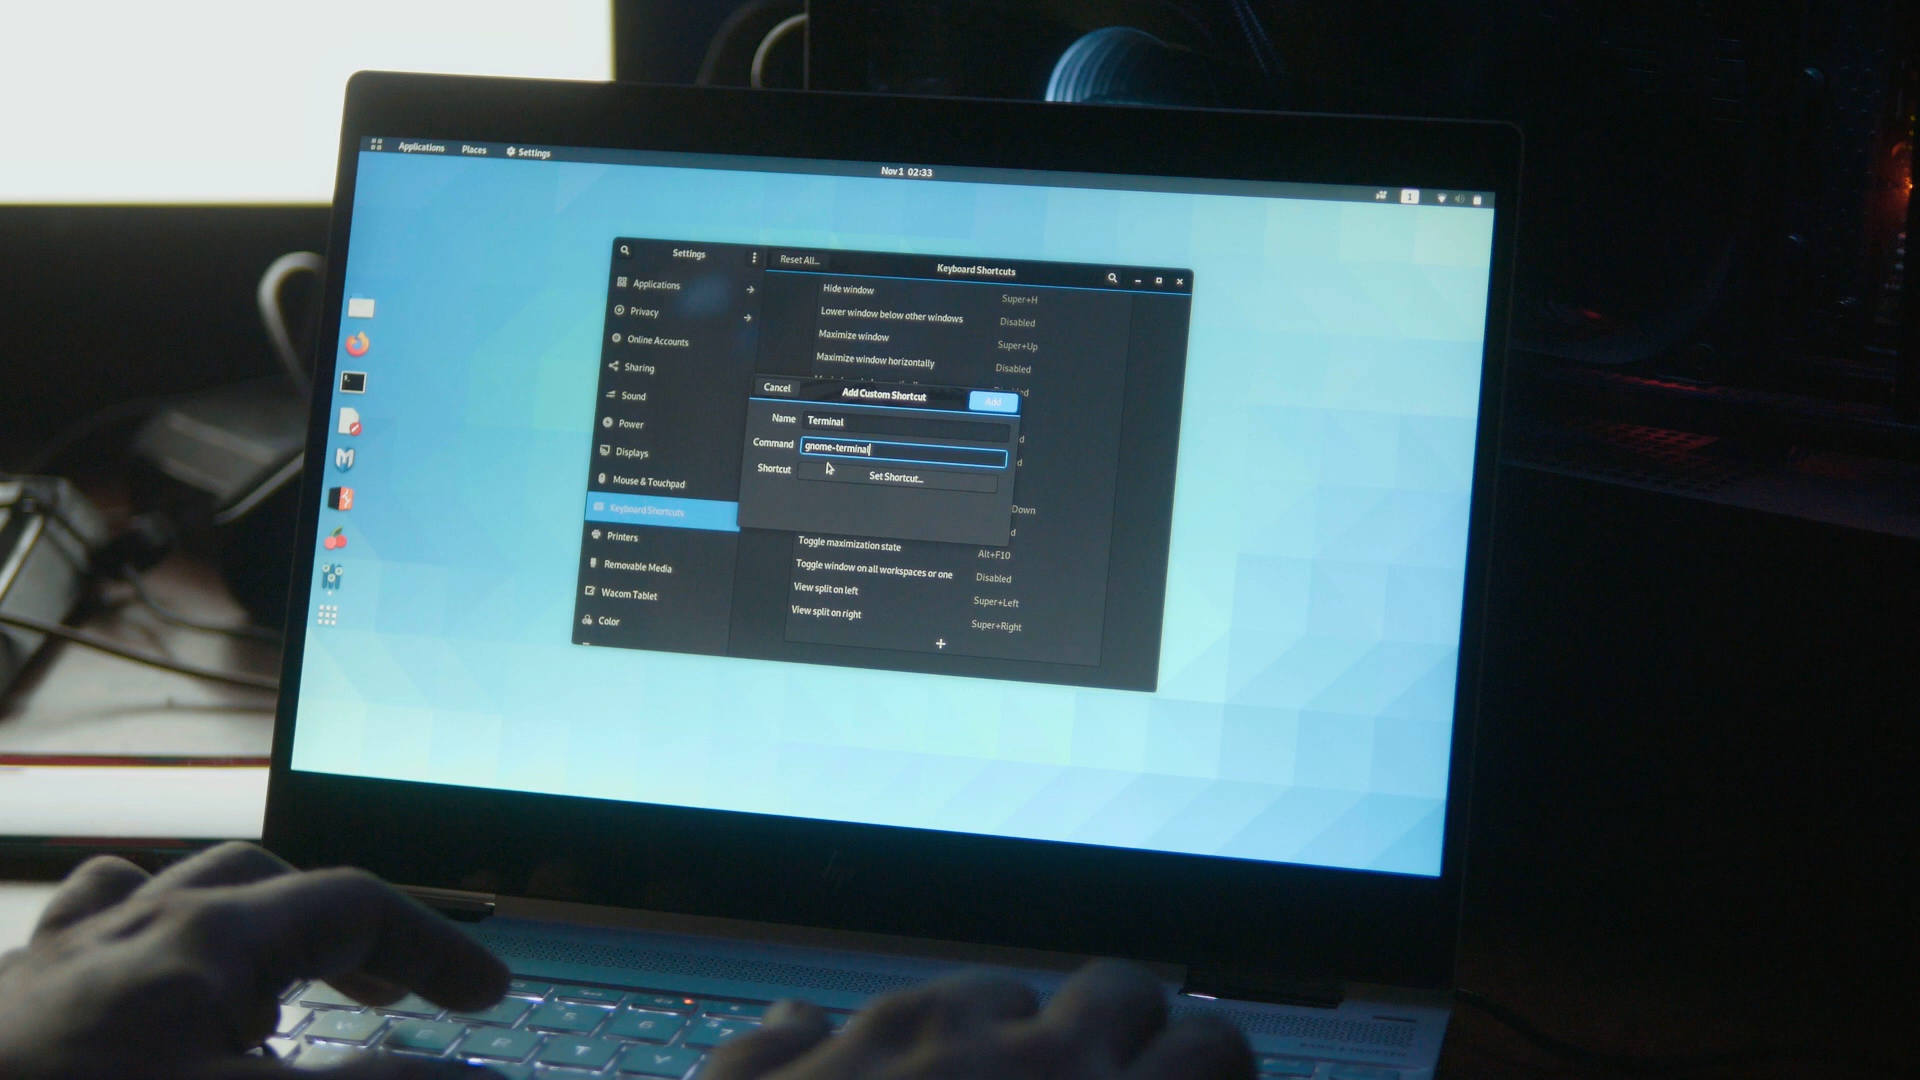 Applications Places Settings
Nov 1 02:33
1
Settings
Reset All...
Keyboard Shortcuts
Applications
Privacy
Online Accounts
Sharing
Sound
Power
Displays
Mouse & Touchpad
Keyboard Shortcuts
Printers
Removable Media
Wacom Tablet
Color
Hide window Super+H
Lower window below other windows Disabled
Maximize window Super+Up
Maximize window horizontally Disabled
Cancel Add Custom Shortcut Add
Name Terminal
Command gnome-terminal
Shortcut Set Shortcut...
Down
Toggle maximization state Alt+F10
Toggle window on all workspaces or one Disabled
View split on left Super+Left
View split on right Super+Right
E R T Y
5 6 7